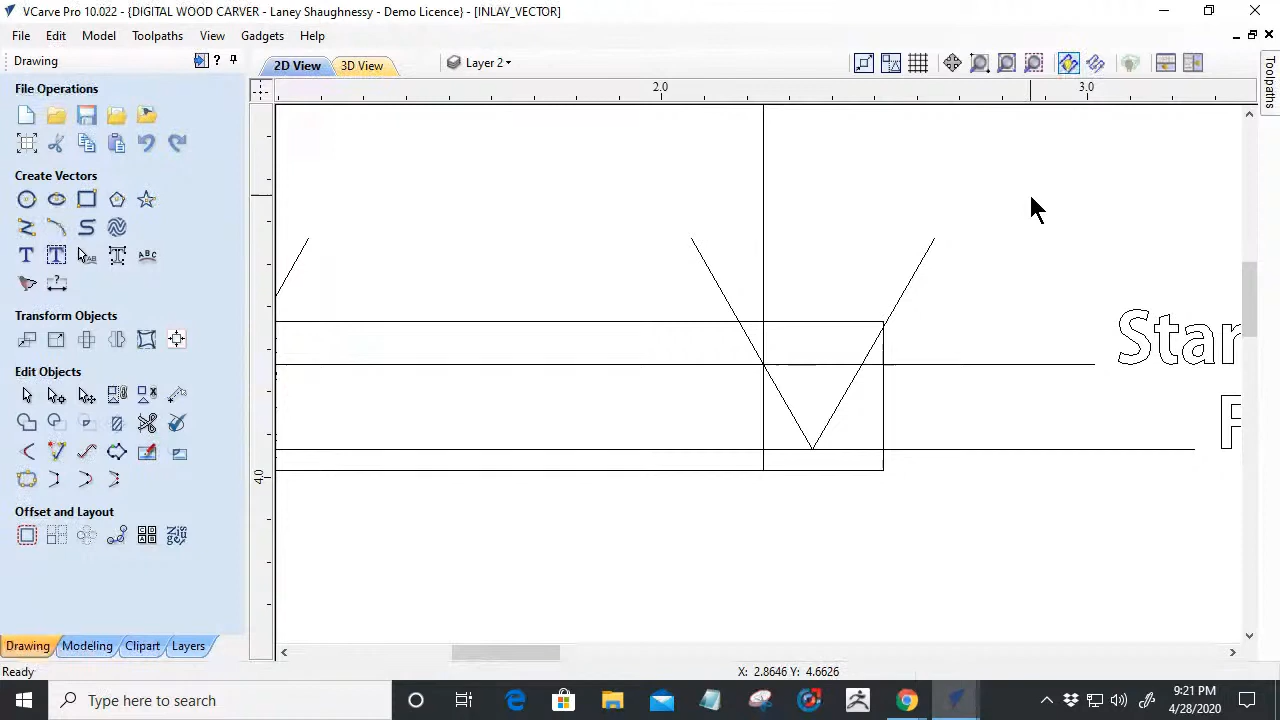 VCarve Pro 10.022 - {DIGITAL WOOD CARVER - Laney Shaughnessy - Demo Licence} - [INLAY_VECTOR]
File Edit Model Toolpaths View Gadgets Help
Drawing
2D View 3D View Layer 2
Toolpaths
2.0 3.0
File Operations
Create Vectors
Transform Objects
Star
F
Edit Objects
4.0
Offset and Layout
Drawing Modeling Clipart Layers
Ready X: 2.8646 Y: 4.6626
Type here to search
9:21 PM
4/28/2020